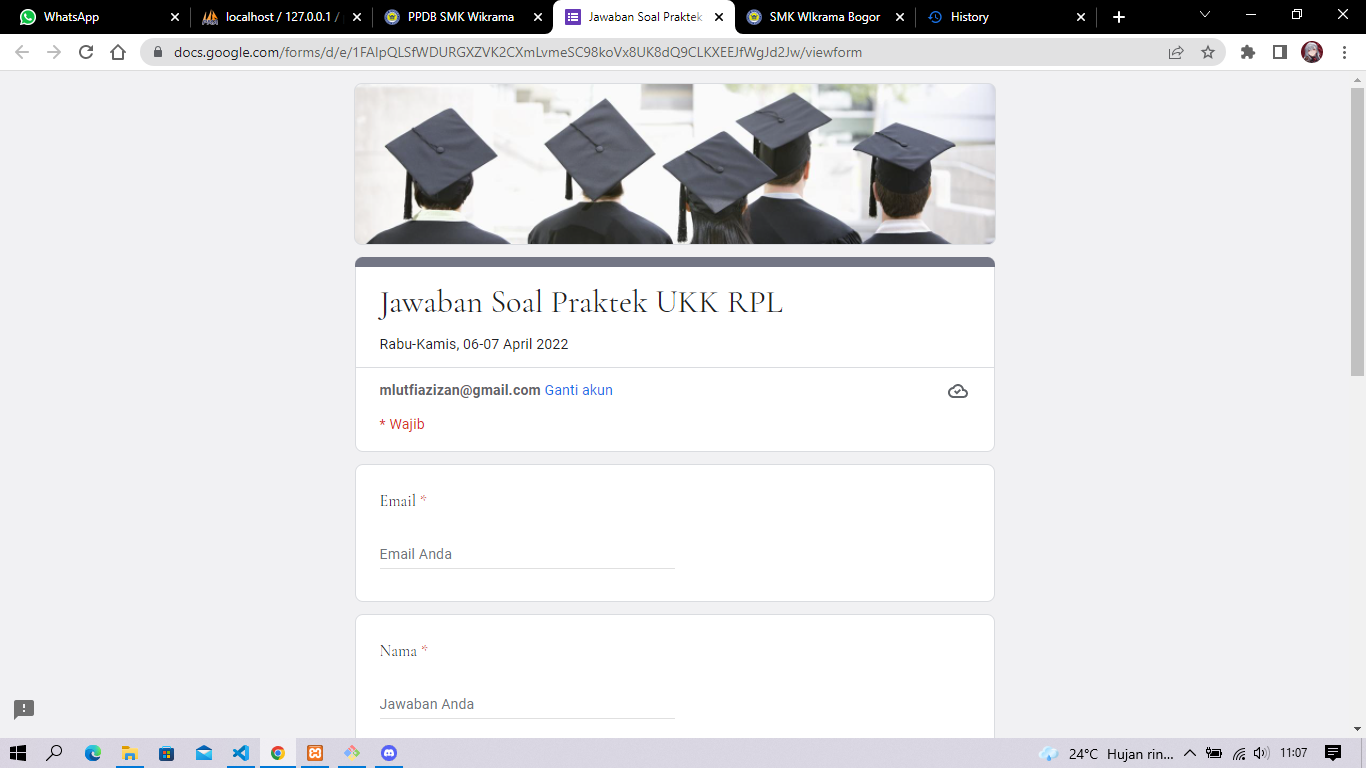 WhatsApp
localhost / 127.0.0.1 /
PPDB SMK Wikrama
Jawaban Soal Praktek
SMK WIkrama Bogor
History
docs.google.com/forms/d/e/1FAIpQLSfWDURGXZVK2CXmLvmeSC98koVx8UK8dQ9CLKXEEJfWgJd2Jw/viewform
Jawaban Soal Praktek UKK RPL
Rabu-Kamis, 06-07 April 2022
mlutfiazizan@gmail.com Ganti akun
* Wajib
Email *
Email Anda
Nama *
Jawaban Anda
24°C Hujan rin...
11:07